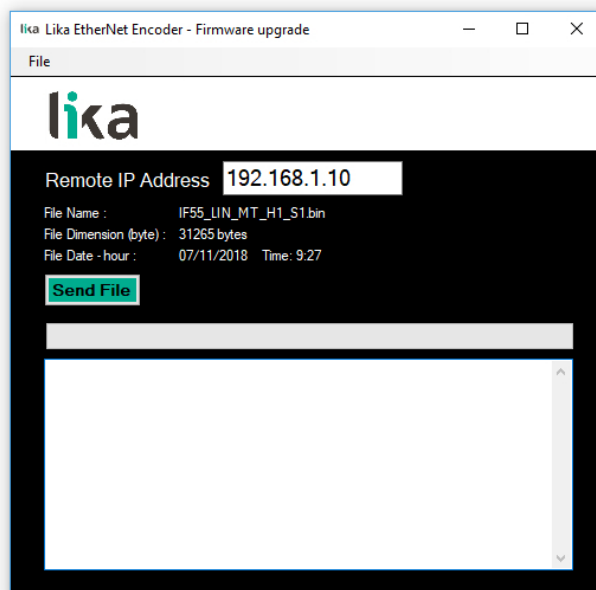 lika Lika EtherNet Encoder - Firmware upgrade
File
lika
Remote IP Address 192.168.1.10
File Name : IF55_LIN_MT_H1_S1.bin
File Dimension (byte) : 31265 bytes
File Date - hour : 07/11/2018 Time: 9:27
Send File